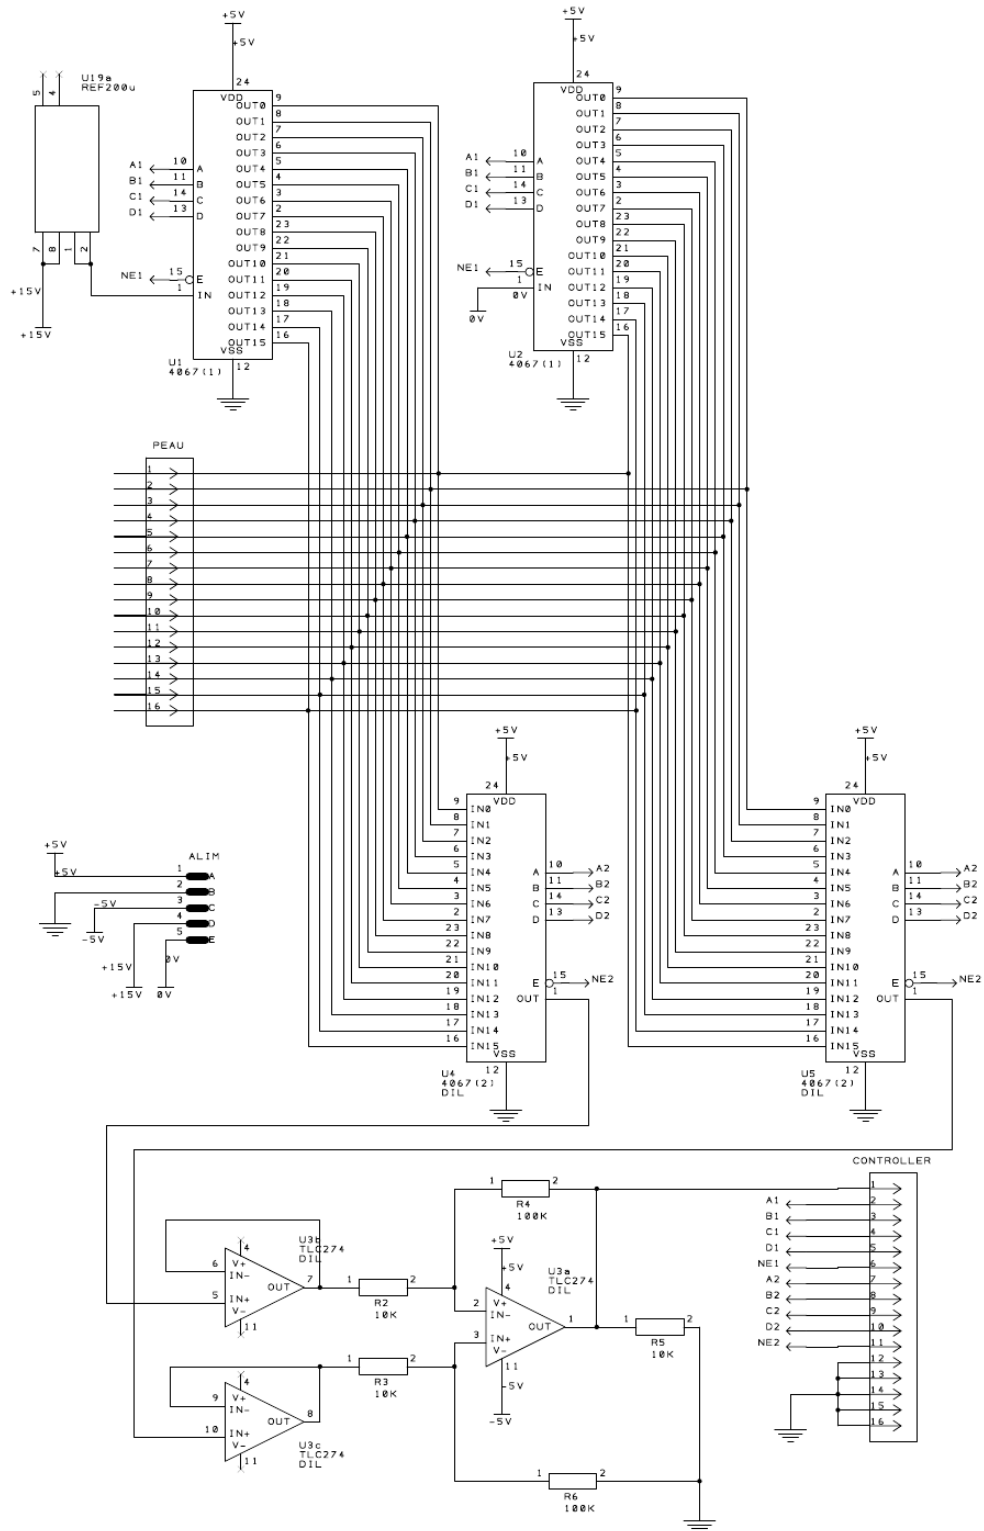 +5V
+5V
+5V
+5V
U19a
REF200u
5
4
7
8
1
2
+15V
+15V
24
VDD
OUT0 9
OUT1 8
OUT2 7
OUT3 6
OUT4 5
OUT5 4
OUT6 3
OUT7 2
OUT8 23
OUT9 22
OUT10 21
OUT11 20
OUT12 19
OUT13 18
OUT14 17
OUT15 16
A1 10 A
B1 11 B
C1 14 C
D1 13 D
NE1 15 E
1 IN
VSS
12
U1
4067(1)
24
VDD
OUT0 9
OUT1 8
OUT2 7
OUT3 6
OUT4 5
OUT5 4
OUT6 3
OUT7 2
OUT8 23
OUT9 22
OUT10 21
OUT11 20
OUT12 19
OUT13 18
OUT14 17
OUT15 16
A1 10 A
B1 11 B
C1 14 C
D1 13 D
NE1 15 E
1 IN
0V
0V
VSS
12
U2
4067(1)
PEAU
1
2
3
4
5
6
7
8
9
10
11
12
13
14
15
16
+5V
+5V
24
VDD
9 IN0
8 IN1
7 IN2
6 IN3
5 IN4
4 IN5
3 IN6
2 IN7
23 IN8
22 IN9
21 IN10
20 IN11
19 IN12
18 IN13
17 IN14
16 IN15
A 10 A2
B 11 B2
C 14 C2
D 13 D2
E 15 NE2
OUT 1
VSS
12
U4
4067(2)
DIL
+5V
+5V
24
VDD
9 IN0
8 IN1
7 IN2
6 IN3
5 IN4
4 IN5
3 IN6
2 IN7
23 IN8
22 IN9
21 IN10
20 IN11
19 IN12
18 IN13
17 IN14
16 IN15
A 10 A2
B 11 B2
C 14 C2
D 13 D2
E 15 NE2
OUT 1
VSS
12
U5
4067(2)
DIL
ALIM
+5V
+5V
1 A
2 B
-5V 3 C
4 D
5 E
-5V
0V
+15V
+15V
0V
U3b
TLC274
DIL
4
V+
6 IN-
OUT 7
5 IN+
V-
11
1 2
R2
10K
1 2
R4
100K
+5V
+5V
U3a
TLC274
DIL
4
V+
2 IN-
OUT 1
3 IN+
V-
11
-5V
-5V
1 2
R5
10K
1 2
R3
10K
4
V+
9 IN-
OUT 8
10 IN+
V-
11
U3c
TLC274
DIL
1 2
R6
100K
CONTROLLER
1
A1 2
B1 3
C1 4
D1 5
NE1 6
A2 7
B2 8
C2 9
D2 10
NE2 11
12
13
14
15
16